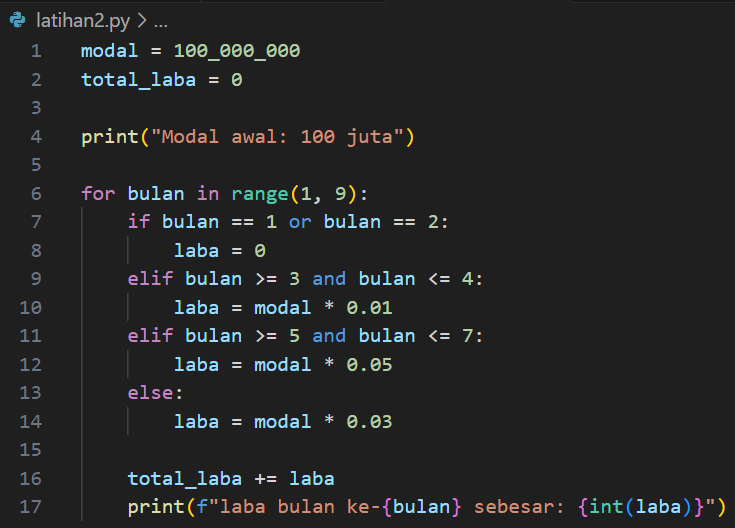 latihan2.py > ...
1 modal = 100_000_000
2 total_laba = 0
3
4 print("Modal awal: 100 juta")
5
6 for bulan in range(1, 9):
7     if bulan == 1 or bulan == 2:
8         laba = 0
9     elif bulan >= 3 and bulan <= 4:
10         laba = modal * 0.01
11     elif bulan >= 5 and bulan <= 7:
12         laba = modal * 0.05
13     else:
14         laba = modal * 0.03
15
16     total_laba += laba
17     print(f"laba bulan ke-{bulan} sebesar: {int(laba)}")